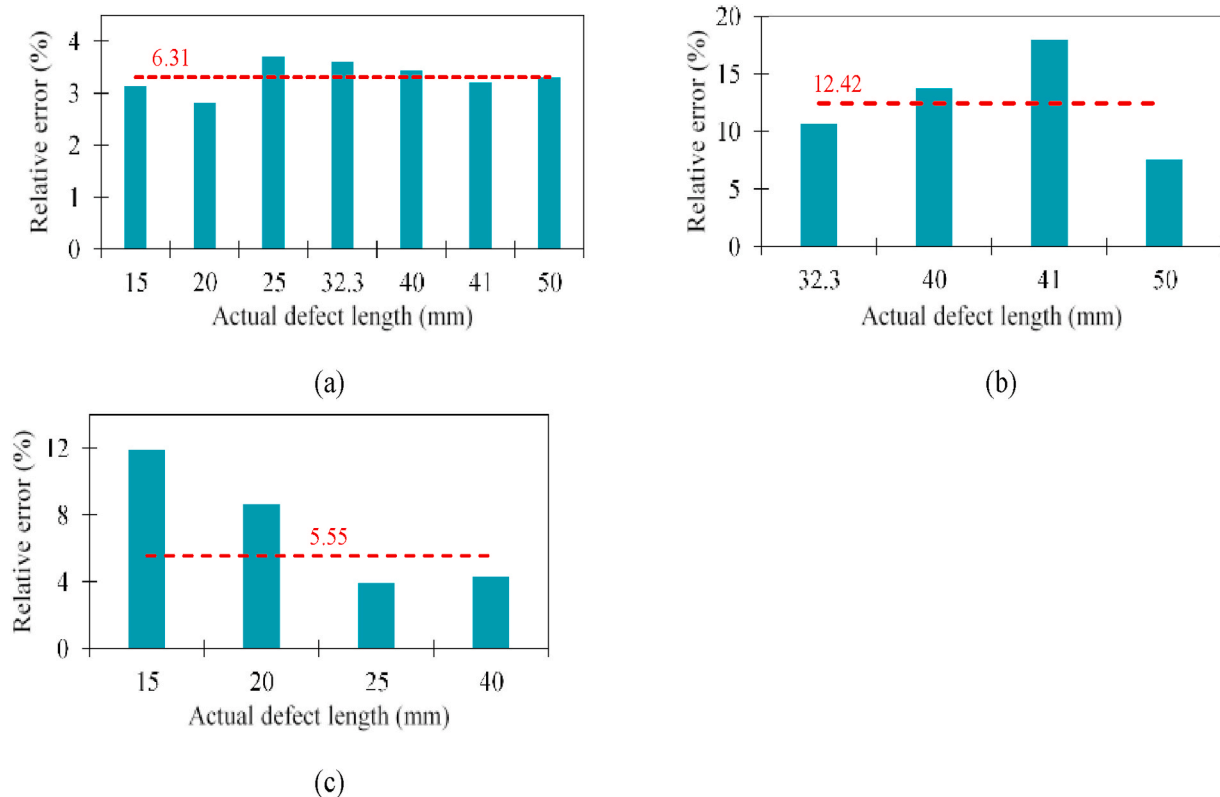 Relative error (%)
4
3
2
1
0
6.31
15 20 25 32.3 40 41 50
Actual defect length (mm)
(a)
Relative error (%)
20
15
10
5
0
12.42
32.3 40 41 50
Actual defect length (mm)
(b)
Relative error (%)
12
8
4
0
5.55
15 20 25 40
Actual defect length (mm)
(c)